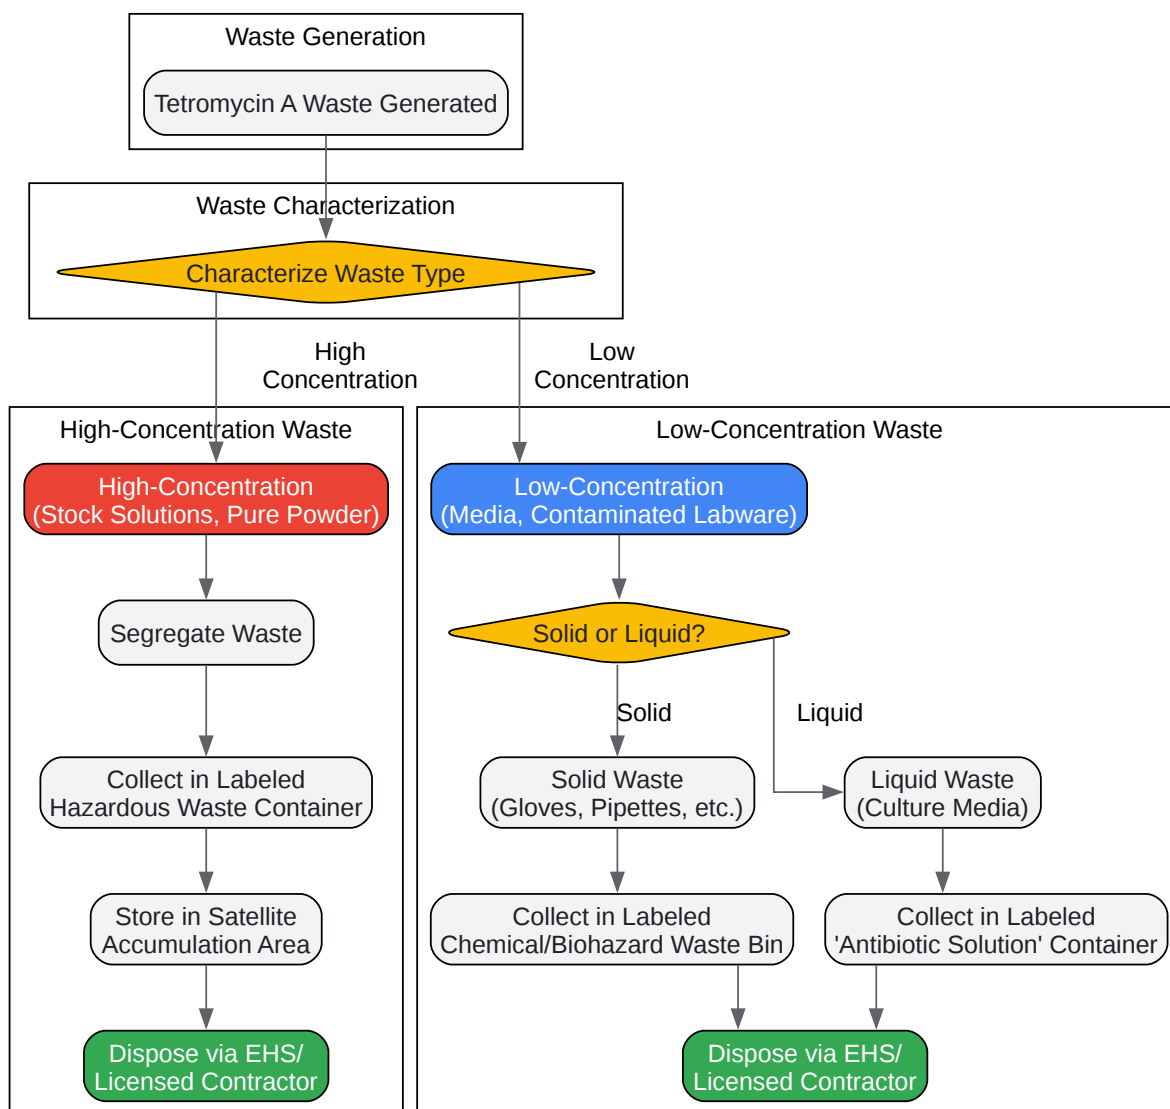 Waste Generation
Tetromycin A Waste Generated
Waste Characterization
Characterize Waste Type
High
Concentration
Low
Concentration
High-Concentration Waste
High-Concentration
(Stock Solutions, Pure Powder)
Segregate Waste
Collect in Labeled
Hazardous Waste Container
Store in Satellite
Accumulation Area
Dispose via EHS/
Licensed Contractor
Low-Concentration Waste
Low-Concentration
(Media, Contaminated Labware)
Solid or Liquid?
Solid
Liquid
Solid Waste
(Gloves, Pipettes, etc.)
Liquid Waste
(Culture Media)
Collect in Labeled
Chemical/Biohazard Waste Bin
Collect in Labeled
'Antibiotic Solution' Container
Dispose via EHS/
Licensed Contractor